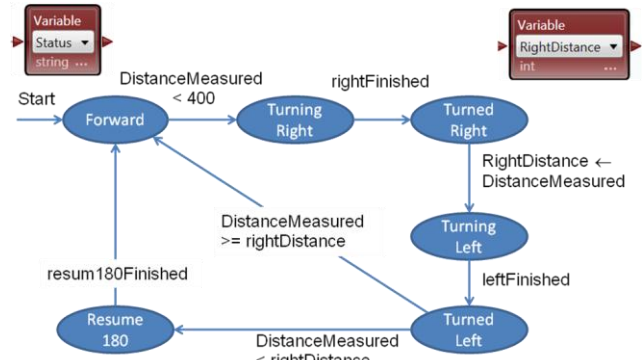 Variable
Status
string ...
Variable
RightDistance
int ...
Start
DistanceMeasured
< 400
rightFinished
Forward
Turning
Right
Turned
Right
RightDistance ←
DistanceMeasured
Turning
Left
DistanceMeasured
>= rightDistance
resum180Finished
leftFinished
Resume
180
Turned
Left
DistanceMeasured
< rightDistance